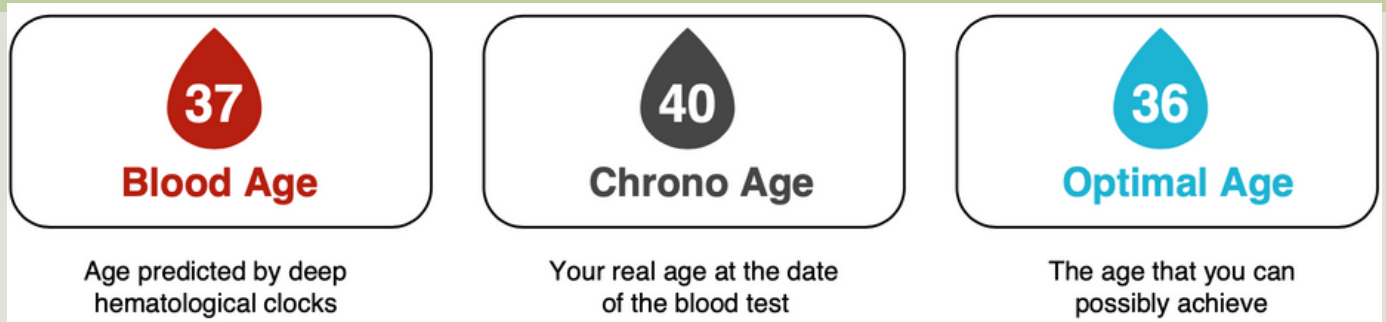 37
Blood Age
Age predicted by deep
hematological clocks
40
Chrono Age
Your real age at the date
of the blood test
36
Optimal Age
The age that you can
possibly achieve